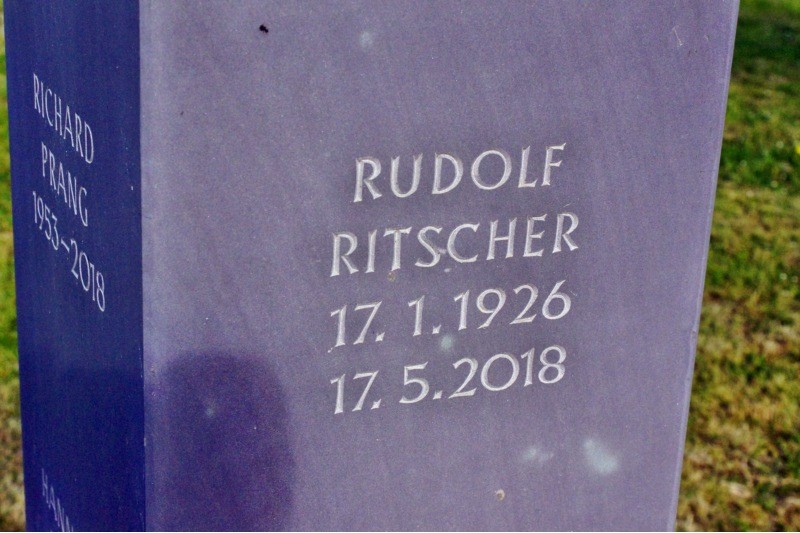 RICHARD
PRANG
1953–2018
RUDOLF
RITSCHER
17. 1. 1926
17. 5. 2018